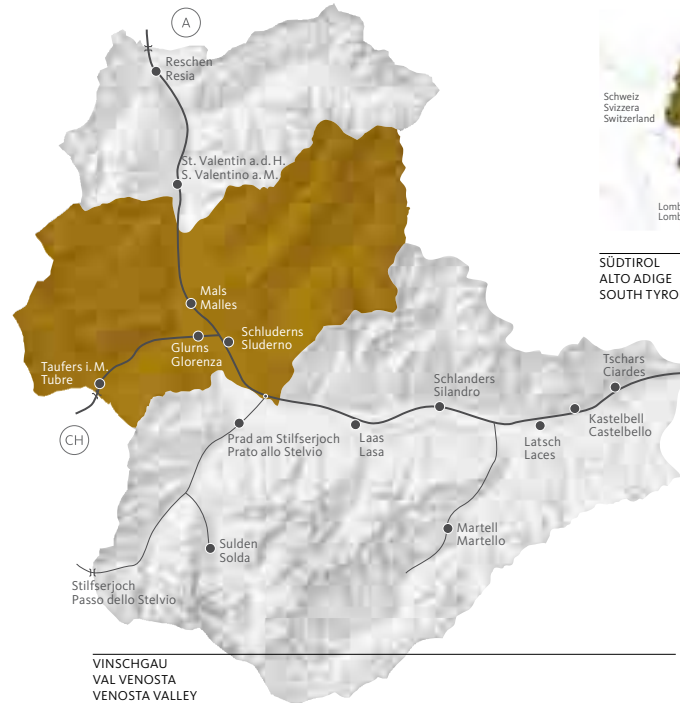 A
Reschen
Resia
St. Valentin a. d. H.
S. Valentino a. M.
Mals
Malles
Schluderns
Sluderno
Glurns
Glorenza
Taufers i. M.
Tubre
CH
Prad am Stilfserjoch
Prato allo Stelvio
Laas
Lasa
Schlanders
Silandro
Latsch
Laces
Kastelbell
Castelbello
Tschars
Ciardes
Martell
Martello
Sulden
Solda
Stilfserjoch
Passo dello Stelvio
VINSCHGAU
VAL VENOSTA
VENOSTA VALLEY
Schweiz
Svizzera
Switzerland
SÜDTIROL
ALTO ADIGE